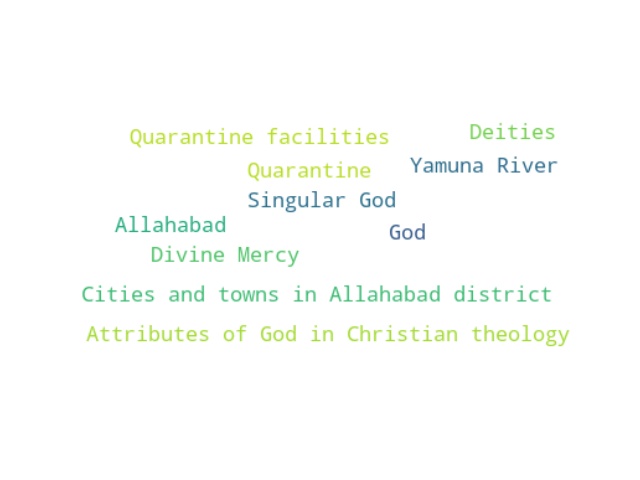 Deities
Quarantine facilities
Yamuna River
Quarantine
Singular God
Allahabad
God
Divine Mercy
Cities and towns in Allahabad district
Attributes of God in Christian theology